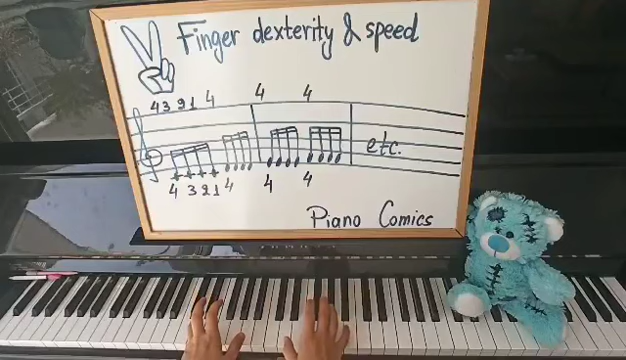 Finger dexterity & speed
4 3 2 1 4 4 4
etc.
4 3 2 1 4 4 4
Piano Comics